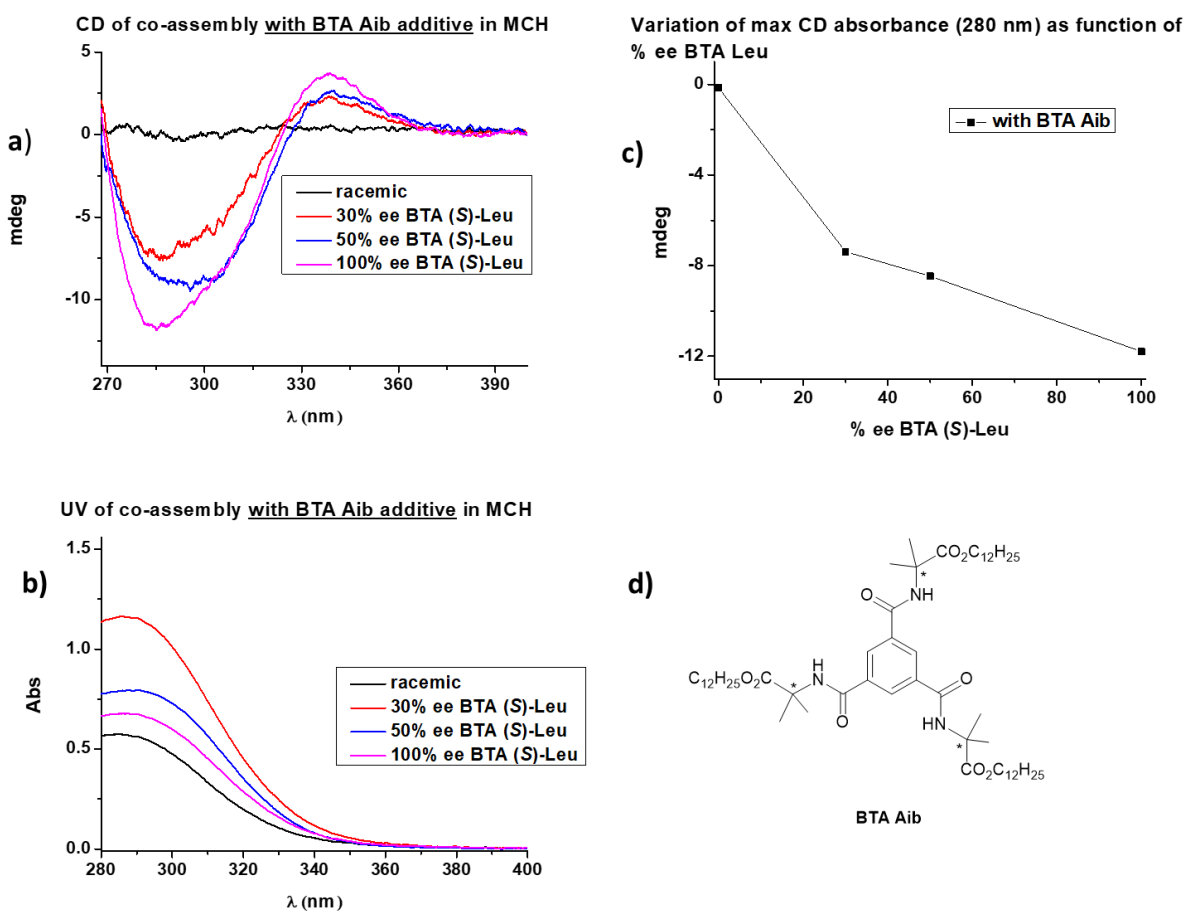 CD of co-assembly with BTA Aib additive in MCH
a)
5
0
-5
-10
mdeg
racemic
30% ee BTA (S)-Leu
50% ee BTA (S)-Leu
100% ee BTA (S)-Leu
270 300 330 360 390
λ (nm)
Variation of max CD absorbance (280 nm) as function of
% ee BTA Leu
c)
0
-4
-8
-12
mdeg
with BTA Aib
0 20 40 60 80 100
% ee BTA (S)-Leu
UV of co-assembly with BTA Aib additive in MCH
b)
1.5
1.0
0.5
0.0
Abs
racemic
30% ee BTA (S)-Leu
50% ee BTA (S)-Leu
100% ee BTA (S)-Leu
280 300 320 340 360 380 400
λ (nm)
d)
CO₂C₁₂H₂₅
*
O
NH
C₁₂H₂₅O₂C
*
H
N
O
O
HN
*
CO₂C₁₂H₂₅
BTA Aib